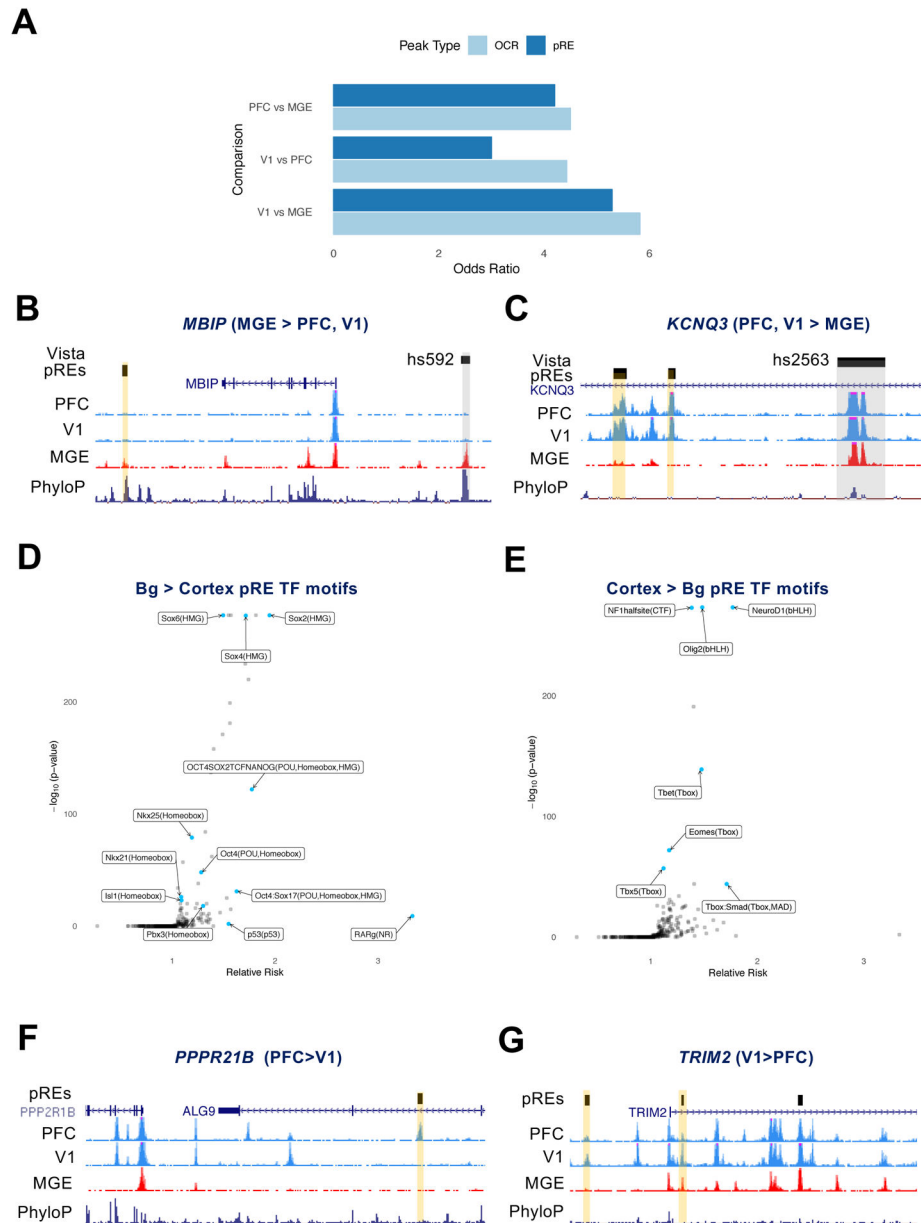 A
Peak Type OCR pRE
PFC vs MGE
V1 vs PFC
V1 vs MGE
Comparison
0 2 4 6
Odds Ratio
B
MBIP (MGE > PFC, V1)
Vista
hs592
pREs
MBIP
PFC
V1
MGE
PhyloP
C
KCNQ3 (PFC, V1 > MGE)
Vista
hs2563
pREs
KCNQ3
PFC
V1
MGE
PhyloP
D
Bg > Cortex pRE TF motifs
Sox6(HMG)
Sox2(HMG)
Sox4(HMG)
200
OCT4SOX2TCFNANOG(POU,Homeobox,HMG)
Nkx25(Homeobox)
100
Nkx21(Homeobox)
Oct4(POU,Homeobox)
Isl1(Homeobox)
Oct4:Sox17(POU,Homeobox,HMG)
Pbx3(Homeobox)
p53(p53)
RARg(NR)
0
−log10 (p−value)
1 2 3
Relative Risk
E
Cortex > Bg pRE TF motifs
NF1halfsite(CTF)
NeuroD1(bHLH)
Olig2(bHLH)
200
Tbet(Tbox)
100
Eomes(Tbox)
Tbx5(Tbox)
Tbox:Smad(Tbox,MAD)
0
−log10 (p−value)
1 2 3
Relative Risk
F
PPPR21B (PFC>V1)
pREs
PPP2R1B
ALG9
PFC
V1
MGE
PhyloP
G
TRIM2 (V1>PFC)
pREs
TRIM2
PFC
V1
MGE
PhyloP